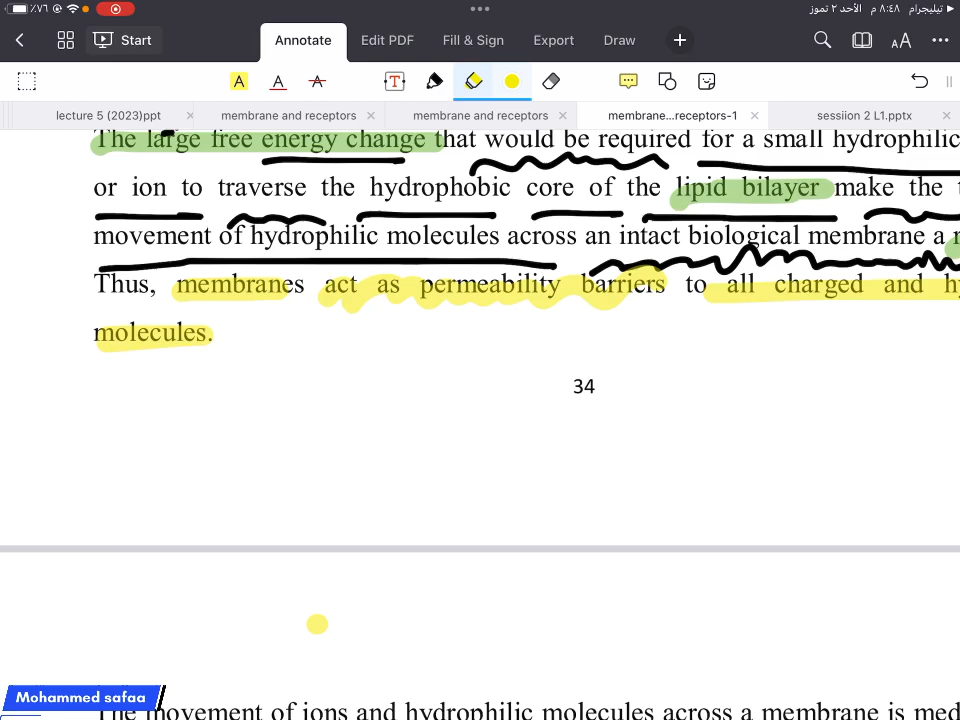 ٪٧٦ تيليجرام ٨:٤٨ م الأحد ٢ تموز
Start Annotate Edit PDF Fill & Sign Export Draw
lecture 5 (2023)ppt membrane and receptors membrane and receptors membrane...receptors-1 sessiion 2 L1.pptx
The large free energy change that would be required for a small hydrophilic
or ion to traverse the hydrophobic core of the lipid bilayer make the
movement of hydrophilic molecules across an intact biological membrane a
Thus, membranes act as permeability barriers to all charged and
molecules.
34
Mohammed safaa
The movement of ions and hydrophilic molecules across a membrane is